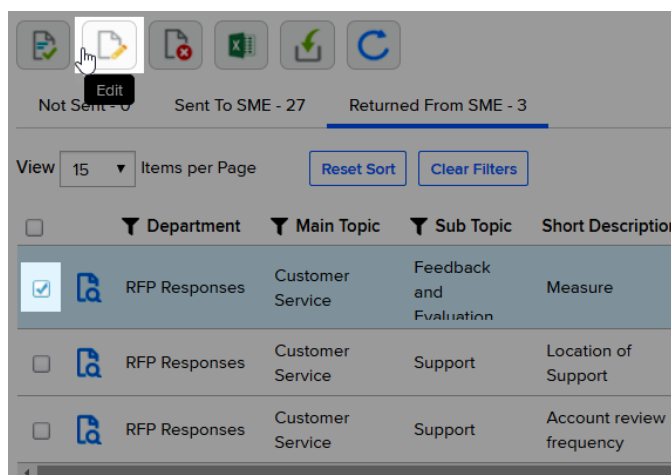 Edit
Not Sent - 0 Sent To SME - 27 Returned From SME - 3
View 15 Items per Page Reset Sort Clear Filters
Department Main Topic Sub Topic Short Description
RFP Responses Customer Service Feedback and Evaluation Measure
RFP Responses Customer Service Support Location of Support
RFP Responses Customer Service Support Account review frequency